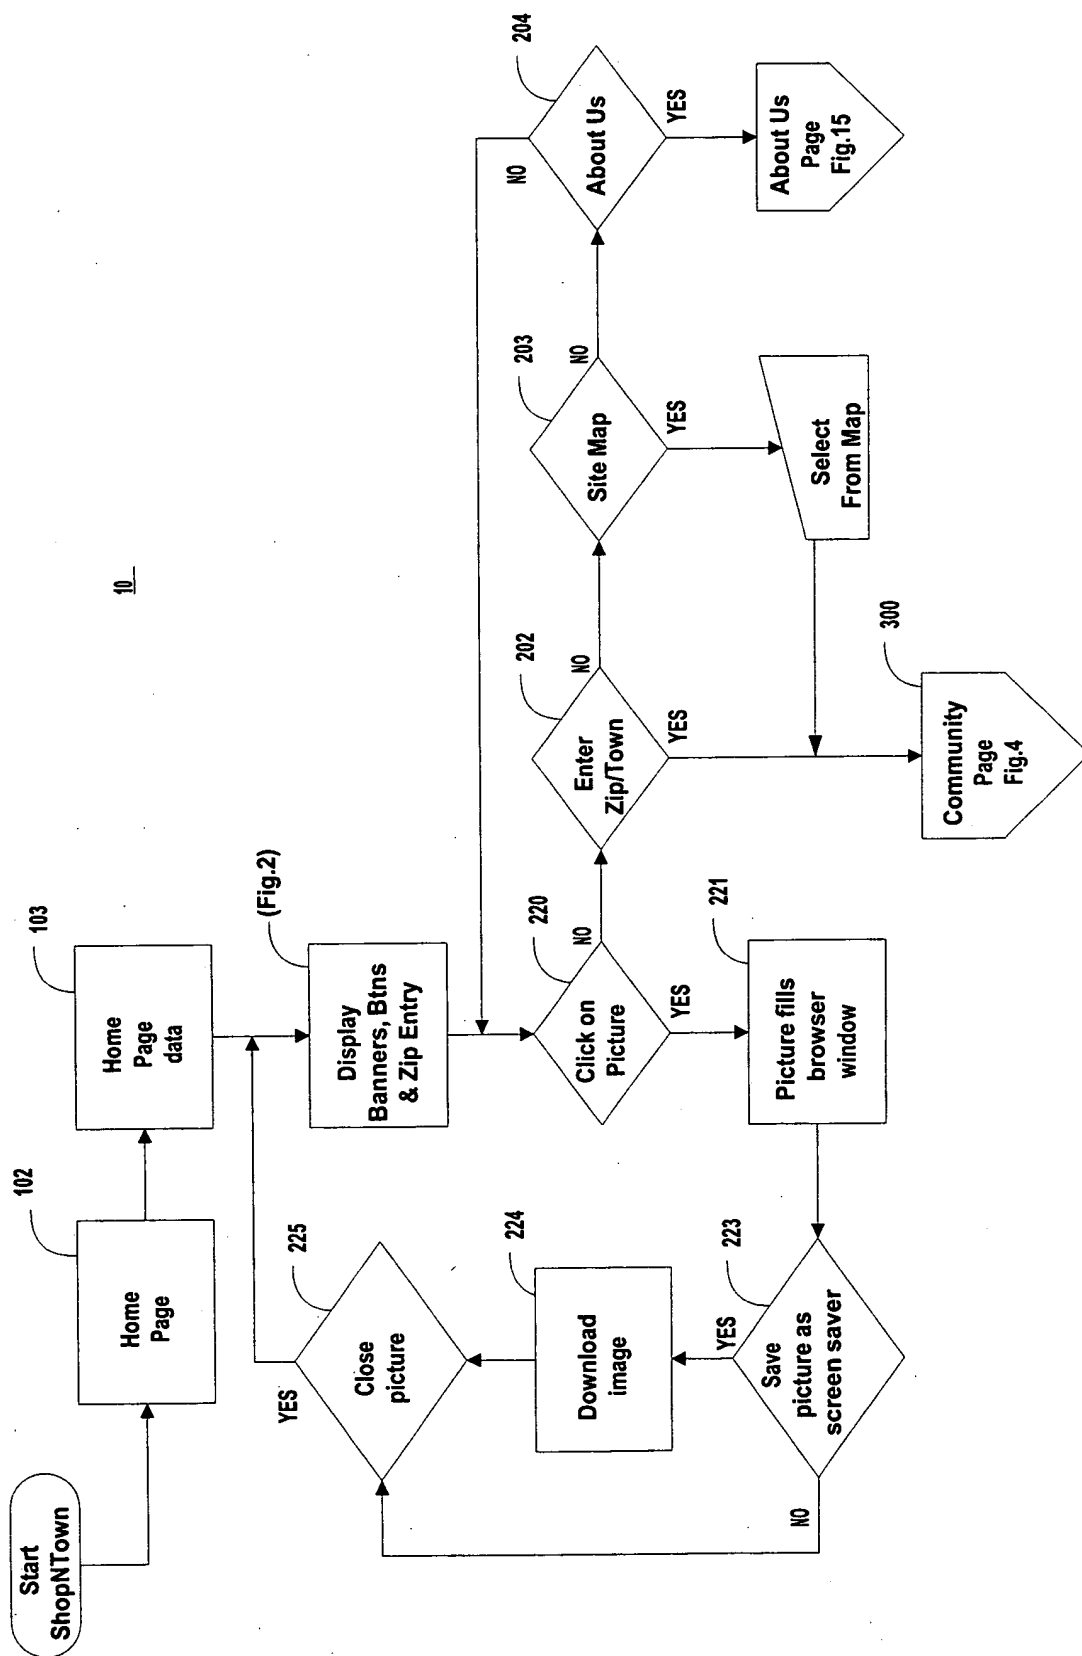 10
Start
ShopNTown
102
Home
Page
103
Home
Page
data
(Fig.2)
Display
Banners, Btns
& Zip Entry
220
Click on
Picture
NO
YES
202
Enter
Zip/Town
NO
YES
203
Site Map
NO
YES
204
About Us
NO
YES
About Us
Page
Fig.15
Select
From Map
300
Community
Page
Fig.4
221
Picture fills
browser
window
223
Save
picture as
screen saver
YES
NO
224
Download
image
225
Close
picture
YES